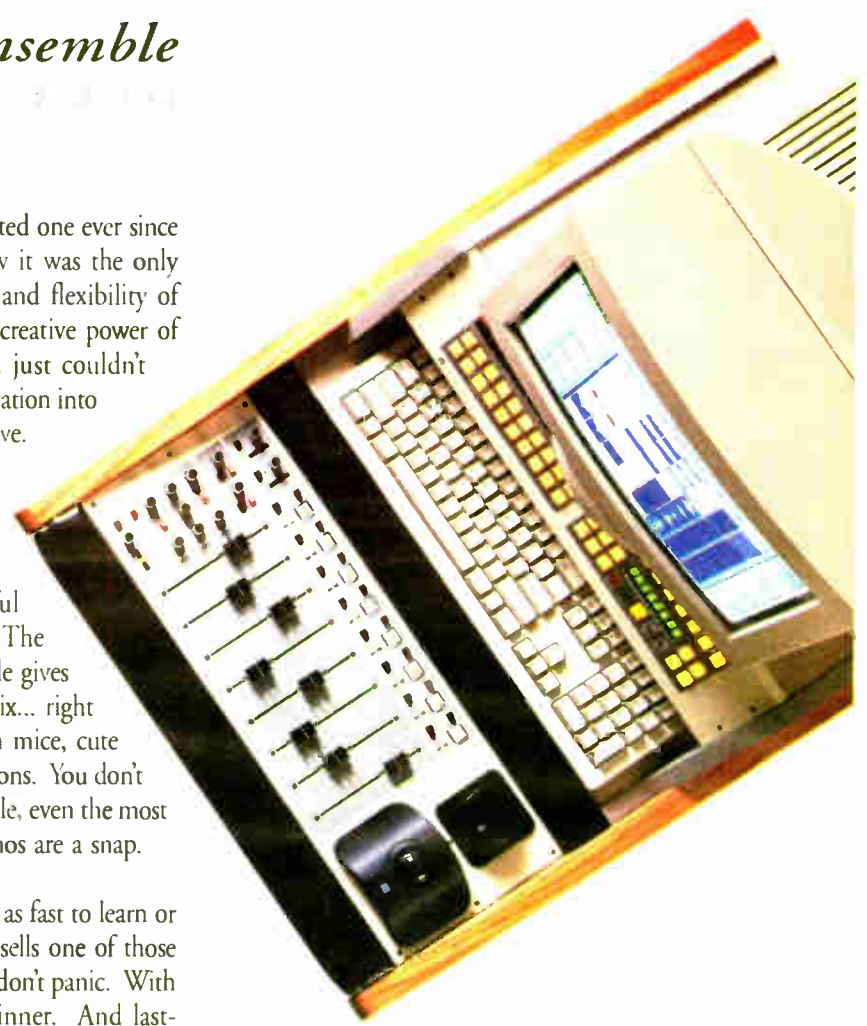 nsemble
ted one ever since
it was the only
and flexibility of
creative power of
just couldn't
ation into
ve.
ul
The
le gives
ix... right
mice, cute
ons. You don't
le, even the most
nos are a snap.
as fast to learn or
sells one of those
don't panic. With
inner. And last-